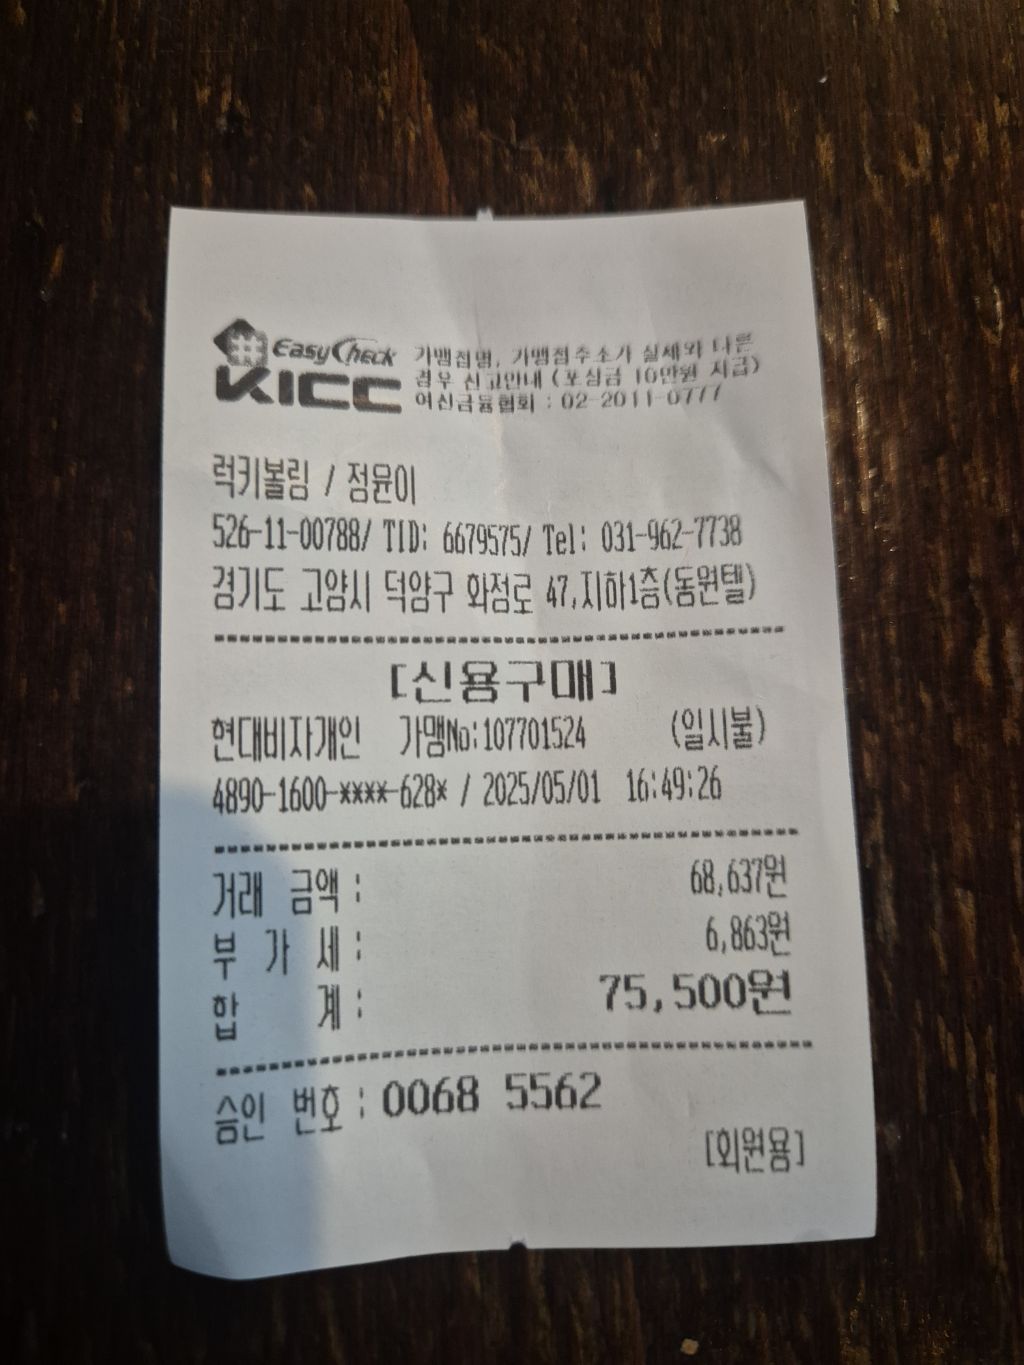 EasyCheck
KICC
가맹점명, 가맹점주소가 실제와 다른
경우 신고안내 (포상금 10만원 지급)
여신금융협회 : 02-2011-0777
럭키볼링 / 정윤이
526-11-00788/ TID: 6679575/ Tel: 031-962-7738
경기도 고양시 덕양구 화정로 47,지하1층(동원텔)
[신용구매]
현대비자개인 가맹No:107701524 (일시불)
4890-1600-****-628* / 2025/05/01 16:49:26
거래 금액 : 68,637원
부 가 세 : 6,863원
합 계 : 75,500원
승인 번호 : 0068 5562
[회원용]